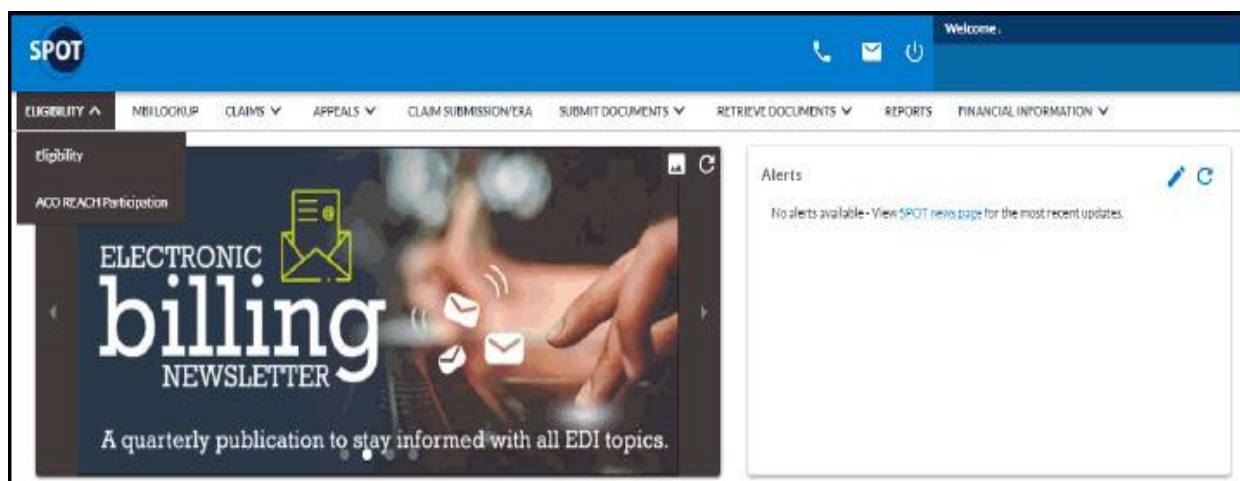 SPOT
Welcome.
ELIGIBILITY MBI LOOKUP CLAIMS APPEALS CLAIM SUBMISSION/ERA SUBMIT DOCUMENTS RETRIEVE DOCUMENTS REPORTS FINANCIAL INFORMATION
Eligibility
ACO REACH Participation
ELECTRONIC
billing
NEWSLETTER
A quarterly publication to stay informed with all EDI topics.
Alerts
No alerts available - View SPOT news page for the most recent updates.